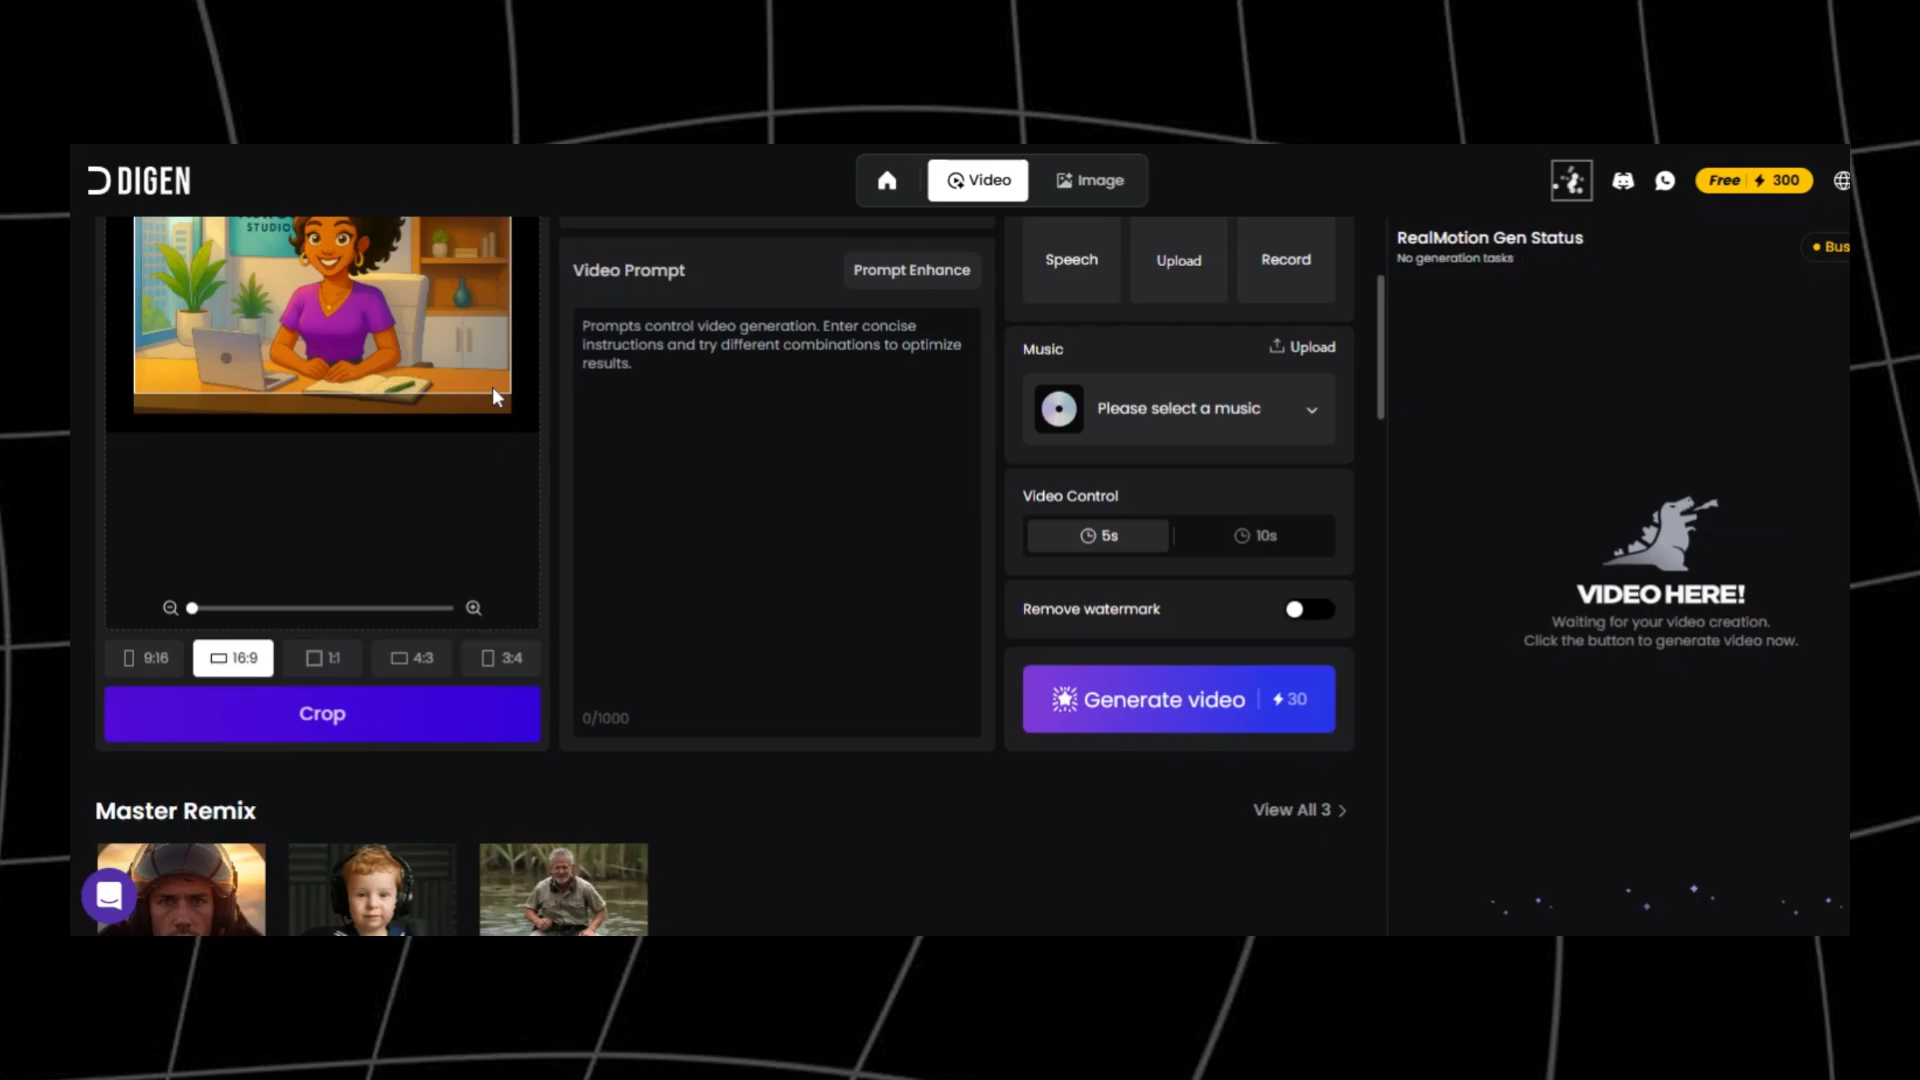 DIGEN
Video
Image
Free
300
STUDIO
Video Prompt
Prompt Enhance
Prompts control video generation. Enter concise
instructions and try different combinations to optimize
results.
0/1000
9:16
16:9
1:1
4:3
3:4
Crop
Speech
Upload
Record
Music
Upload
Please select a music
Video Control
5s
10s
Remove watermark
Generate video
30
RealMotion Gen Status
No generation tasks
Bus
VIDEO HERE!
Waiting for your video creation.
Click the button to generate video now.
Master Remix
View All 3